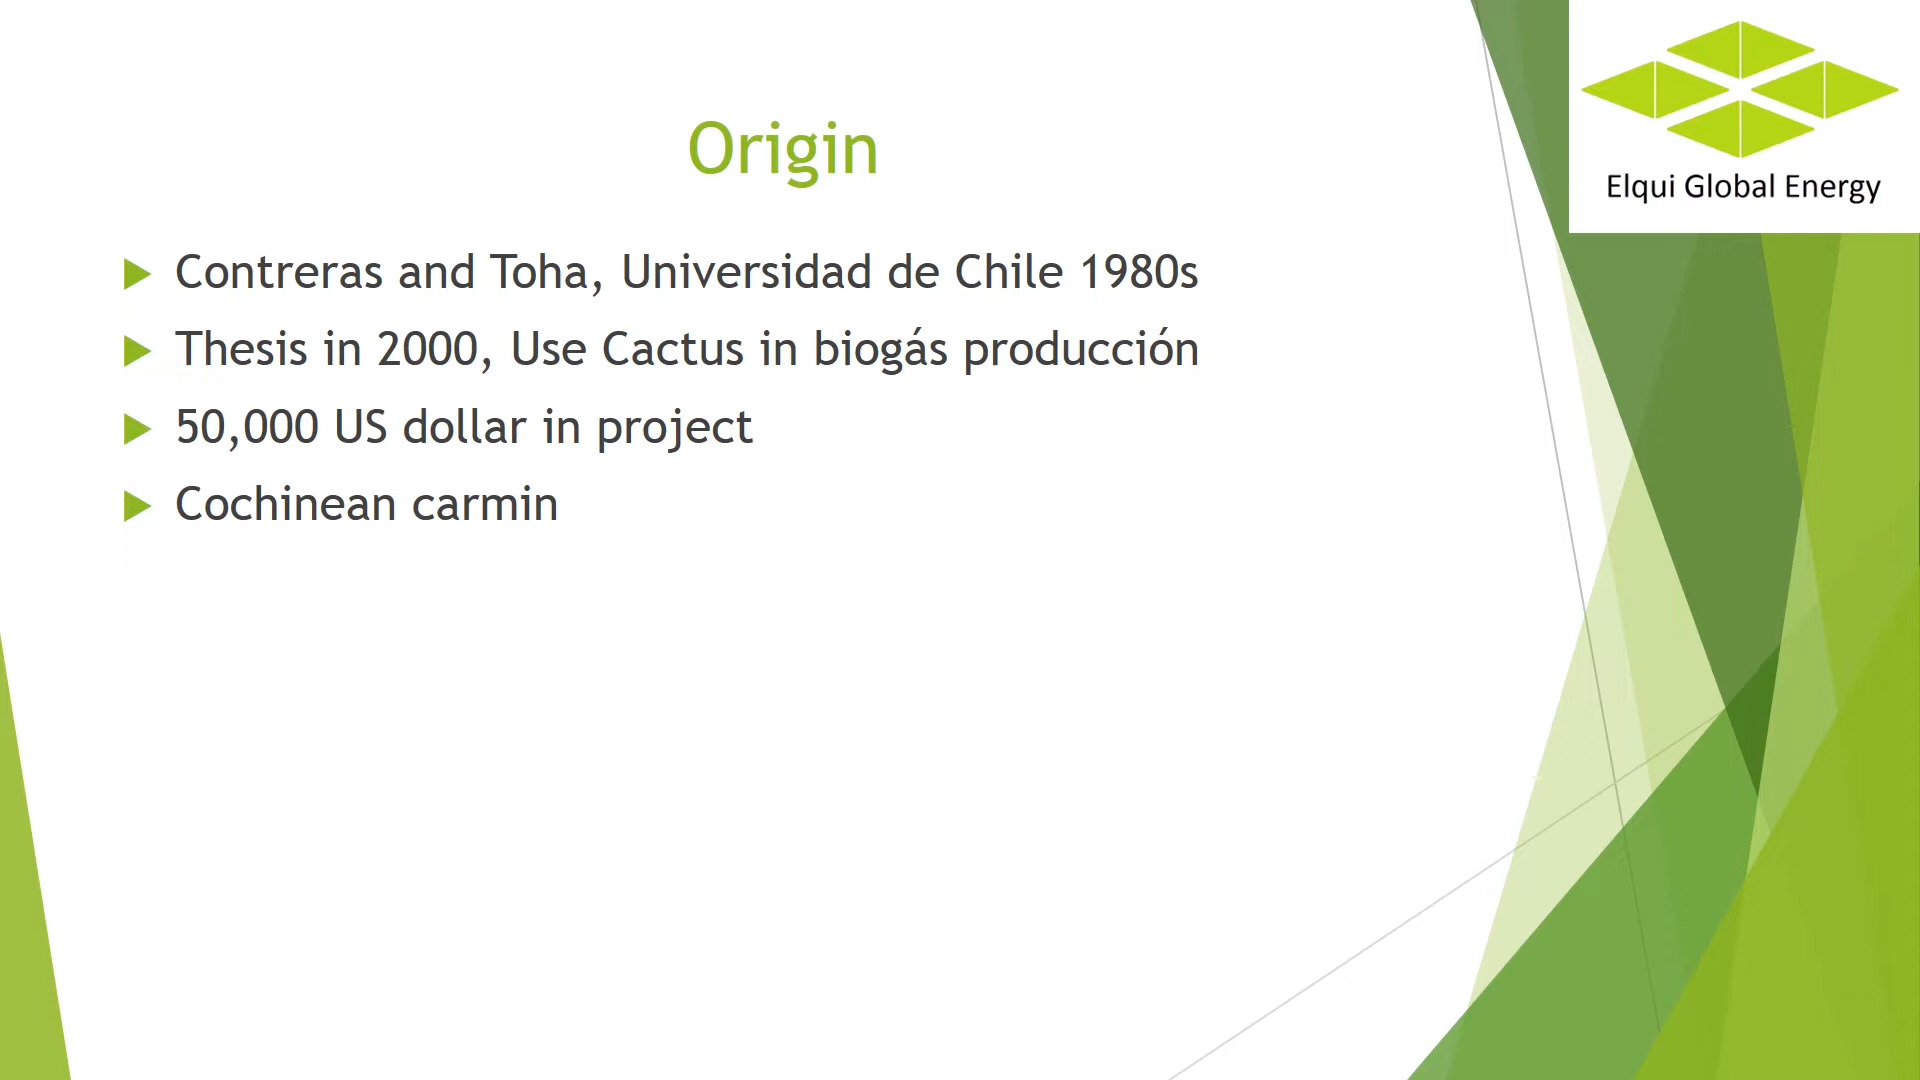 Elqui Global Energy
Origin
Contreras and Toha, Universidad de Chile 1980s
Thesis in 2000, Use Cactus in biogás producción
50,000 US dollar in project
Cochinean carmin